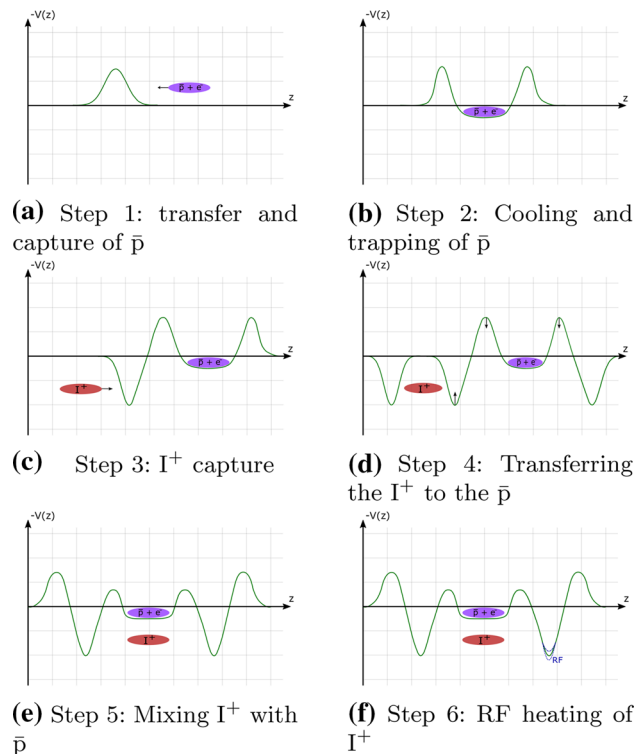 -V(z)
p̄ + e⁻
z
(a) Step 1: transfer and
capture of p̄
-V(z)
p̄ + e⁻
z
(b) Step 2: Cooling and
trapping of p̄
-V(z)
z
p̄ + e⁻
I⁺
(c) Step 3: I⁺ capture
-V(z)
z
p̄ + e⁻
I⁺
(d) Step 4: Transferring
the I⁺ to the p̄
-V(z)
z
p̄ + e⁻
I⁺
(e) Step 5: Mixing I⁺ with
p̄
-V(z)
z
p̄ + e⁻
I⁺
RF
(f) Step 6: RF heating of
I⁺